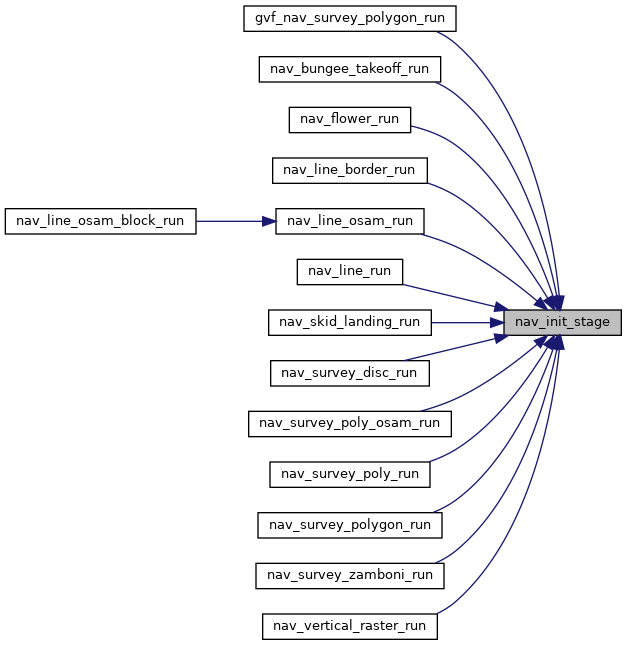 gvf_nav_survey_polygon_run
nav_bungee_takeoff_run
nav_flower_run
nav_line_border_run
nav_line_osam_block_run
nav_line_osam_run
nav_line_run
nav_skid_landing_run
nav_init_stage
nav_survey_disc_run
nav_survey_poly_osam_run
nav_survey_poly_run
nav_survey_polygon_run
nav_survey_zamboni_run
nav_vertical_raster_run